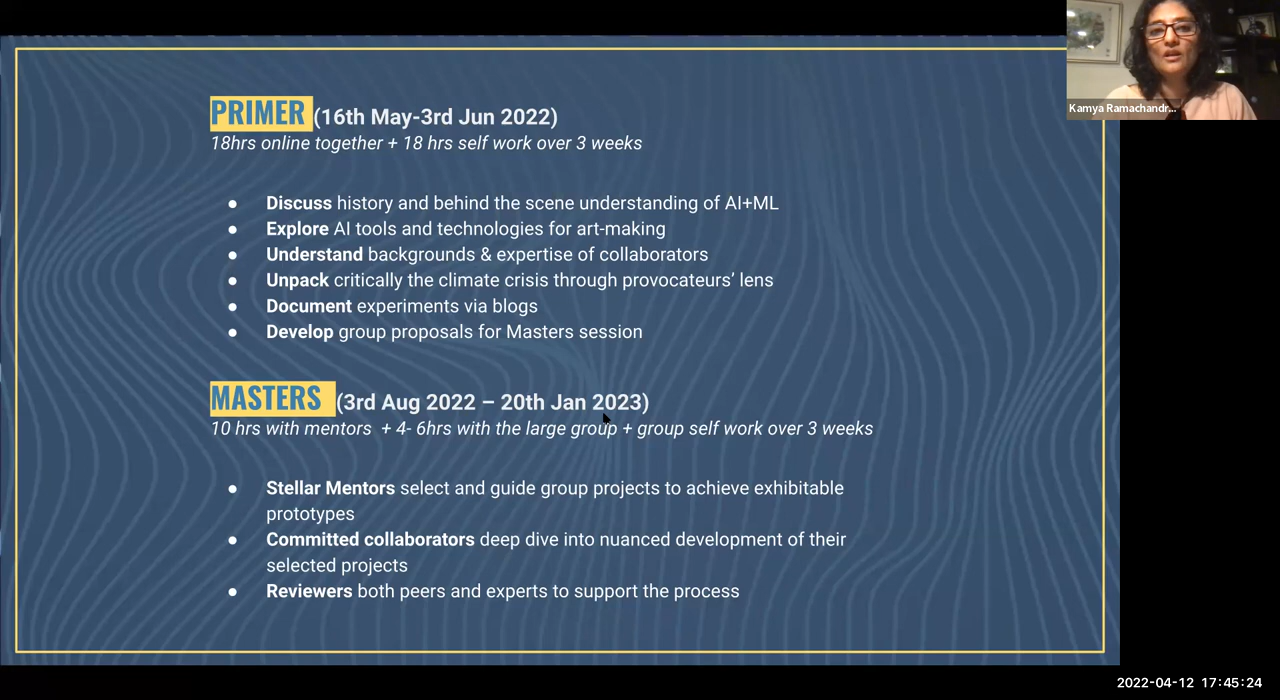 PRIMER (16th May-3rd Jun 2022)
18hrs online together + 18 hrs self work over 3 weeks
● Discuss history and behind the scene understanding of AI+ML
● Explore AI tools and technologies for art-making
● Understand backgrounds & expertise of collaborators
● Unpack critically the climate crisis through provocateurs’ lens
● Document experiments via blogs
● Develop group proposals for Masters session
MASTERS (3rd Aug 2022 – 20th Jan 2023)
10 hrs with mentors + 4- 6hrs with the large group + group self work over 3 weeks
● Stellar Mentors select and guide group projects to achieve exhibitable
prototypes
● Committed collaborators deep dive into nuanced development of their
selected projects
● Reviewers both peers and experts to support the process
Kamya Ramachandr...
2022-04-12 17:45:24